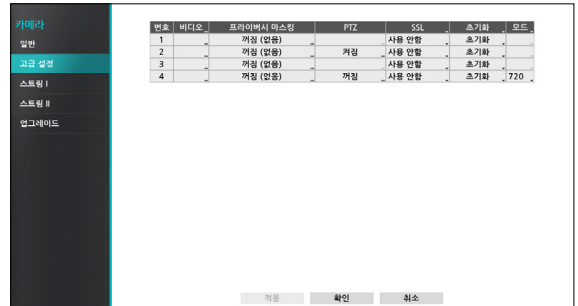 카메라
일반
고급 설정
스트림 I
스트림 II
업그레이드
번호 비디오 프라이버시 마스킹 PTZ SSL 초기화 모드
1 꺼짐 (없음) 사용 안함 초기화
2 꺼짐 (없음) 켜짐 사용 안함 초기화
3 꺼짐 (없음) 사용 안함 초기화
4 꺼짐 (없음) 꺼짐 사용 안함 초기화 720
적용 확인 취소